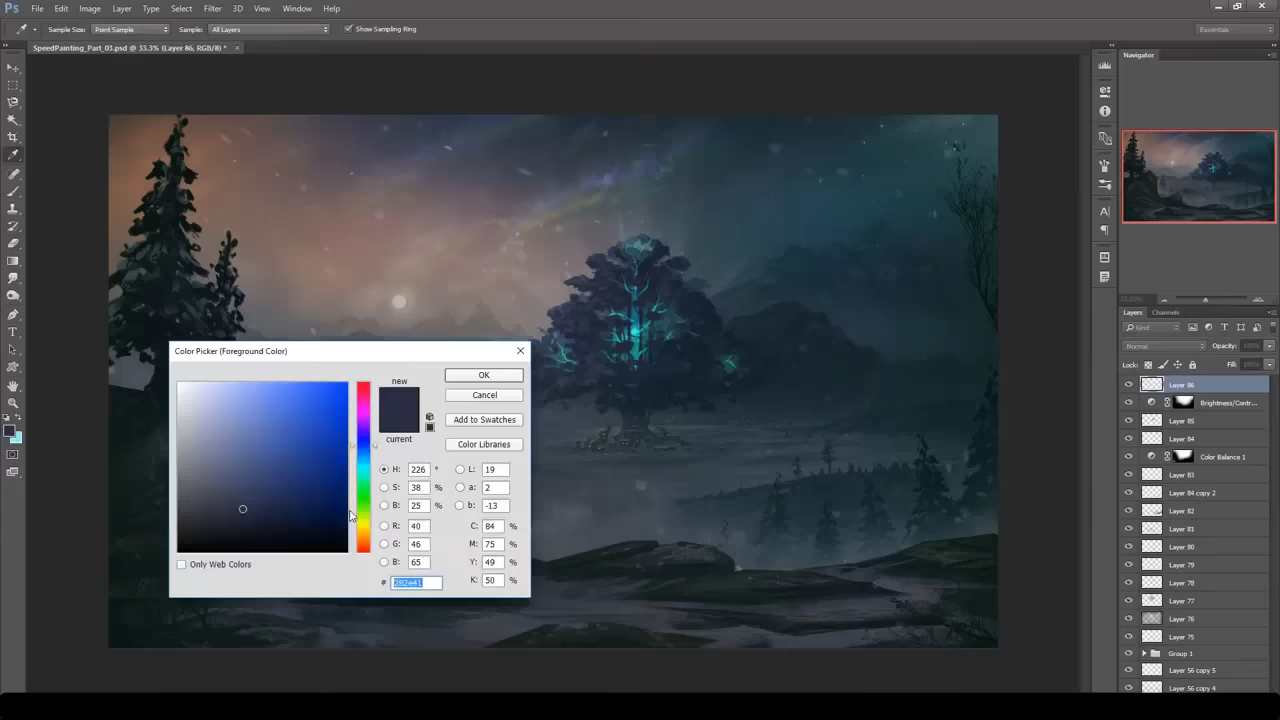 Ps File Edit Image Layer Type Select Filter 3D View Window Help
Sample Size: Point Sample Sample: All Layers Show Sampling Ring Essentials
SpeedPainting_Part_03.psd @ 33.3% (Layer 86, RGB/8) *
Navigator
Layers Channels
Kind
Normal Opacity: 100%
Lock: Fill: 100%
Layer 86
Brightness/Contr...
Layer 85
Layer 84
Color Balance 1
Layer 83
Layer 84 copy 2
Layer 82
Layer 81
Layer 80
Layer 79
Layer 78
Layer 77
Layer 76
Layer 75
Group 1
Layer 56 copy 5
Layer 56 copy 4
Color Picker (Foreground Color)
new
current
OK
Cancel
Add to Swatches
Color Libraries
H: 226 ° L: 19
S: 38 % a: 2
B: 25 % b: -13
R: 40 C: 84 %
G: 46 M: 75 %
B: 65 Y: 49 %
# 282e41 K: 50 %
Only Web Colors